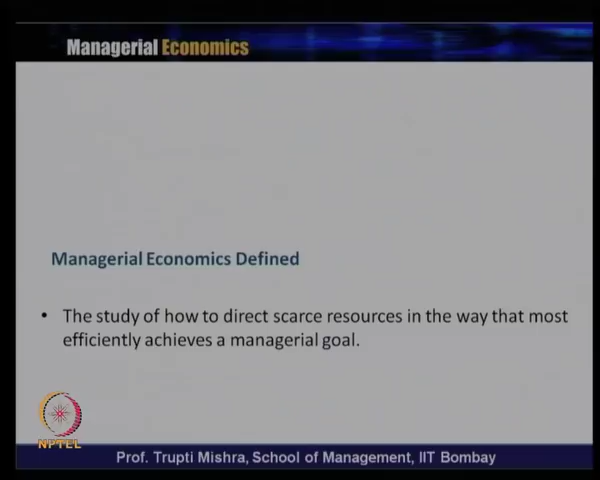 Managerial Economics
Managerial Economics Defined
• The study of how to direct scarce resources in the way that most
efficiently achieves a managerial goal.
NPTEL
Prof. Trupti Mishra, School of Management, IIT Bombay